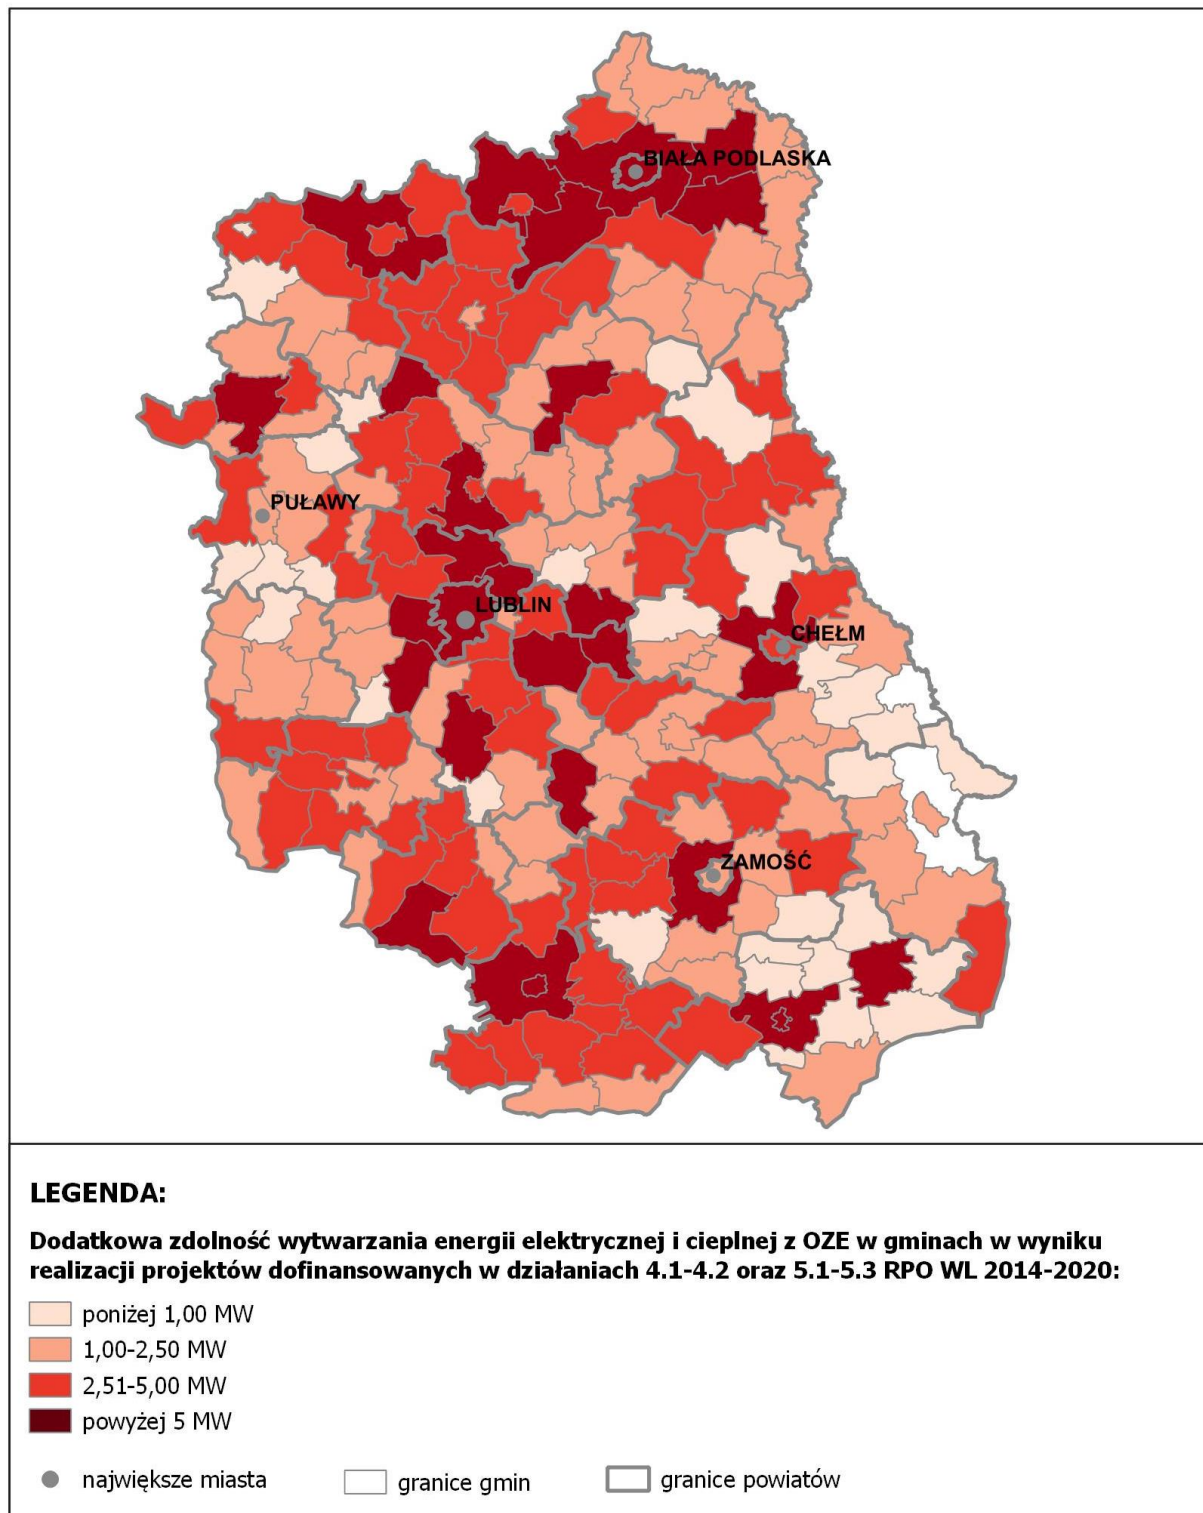 BIAŁA PODLASKA
PUŁAWY
LUBLIN
CHEŁM
ZAMOŚĆ
LEGENDA:
Dodatkowa zdolność wytwarzania energii elektrycznej i cieplnej z OZE w gminach w wyniku
realizacji projektów dofinansowanych w działaniach 4.1-4.2 oraz 5.1-5.3 RPO WL 2014-2020:
poniżej 1,00 MW
1,00-2,50 MW
2,51-5,00 MW
powyżej 5 MW
największe miasta
granice gmin
granice powiatów